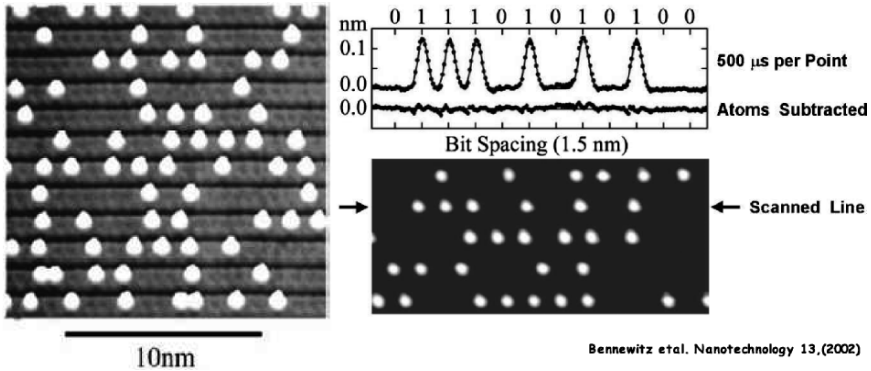 nm 0 1 1 1 0 1 0 1 0 1 0 0
0.1
500 µs per Point
0.0
0.0
Atoms Subtracted
Bit Spacing (1.5 nm)
Scanned Line
10nm
Bennewitz etal. Nanotechnology 13,(2002)